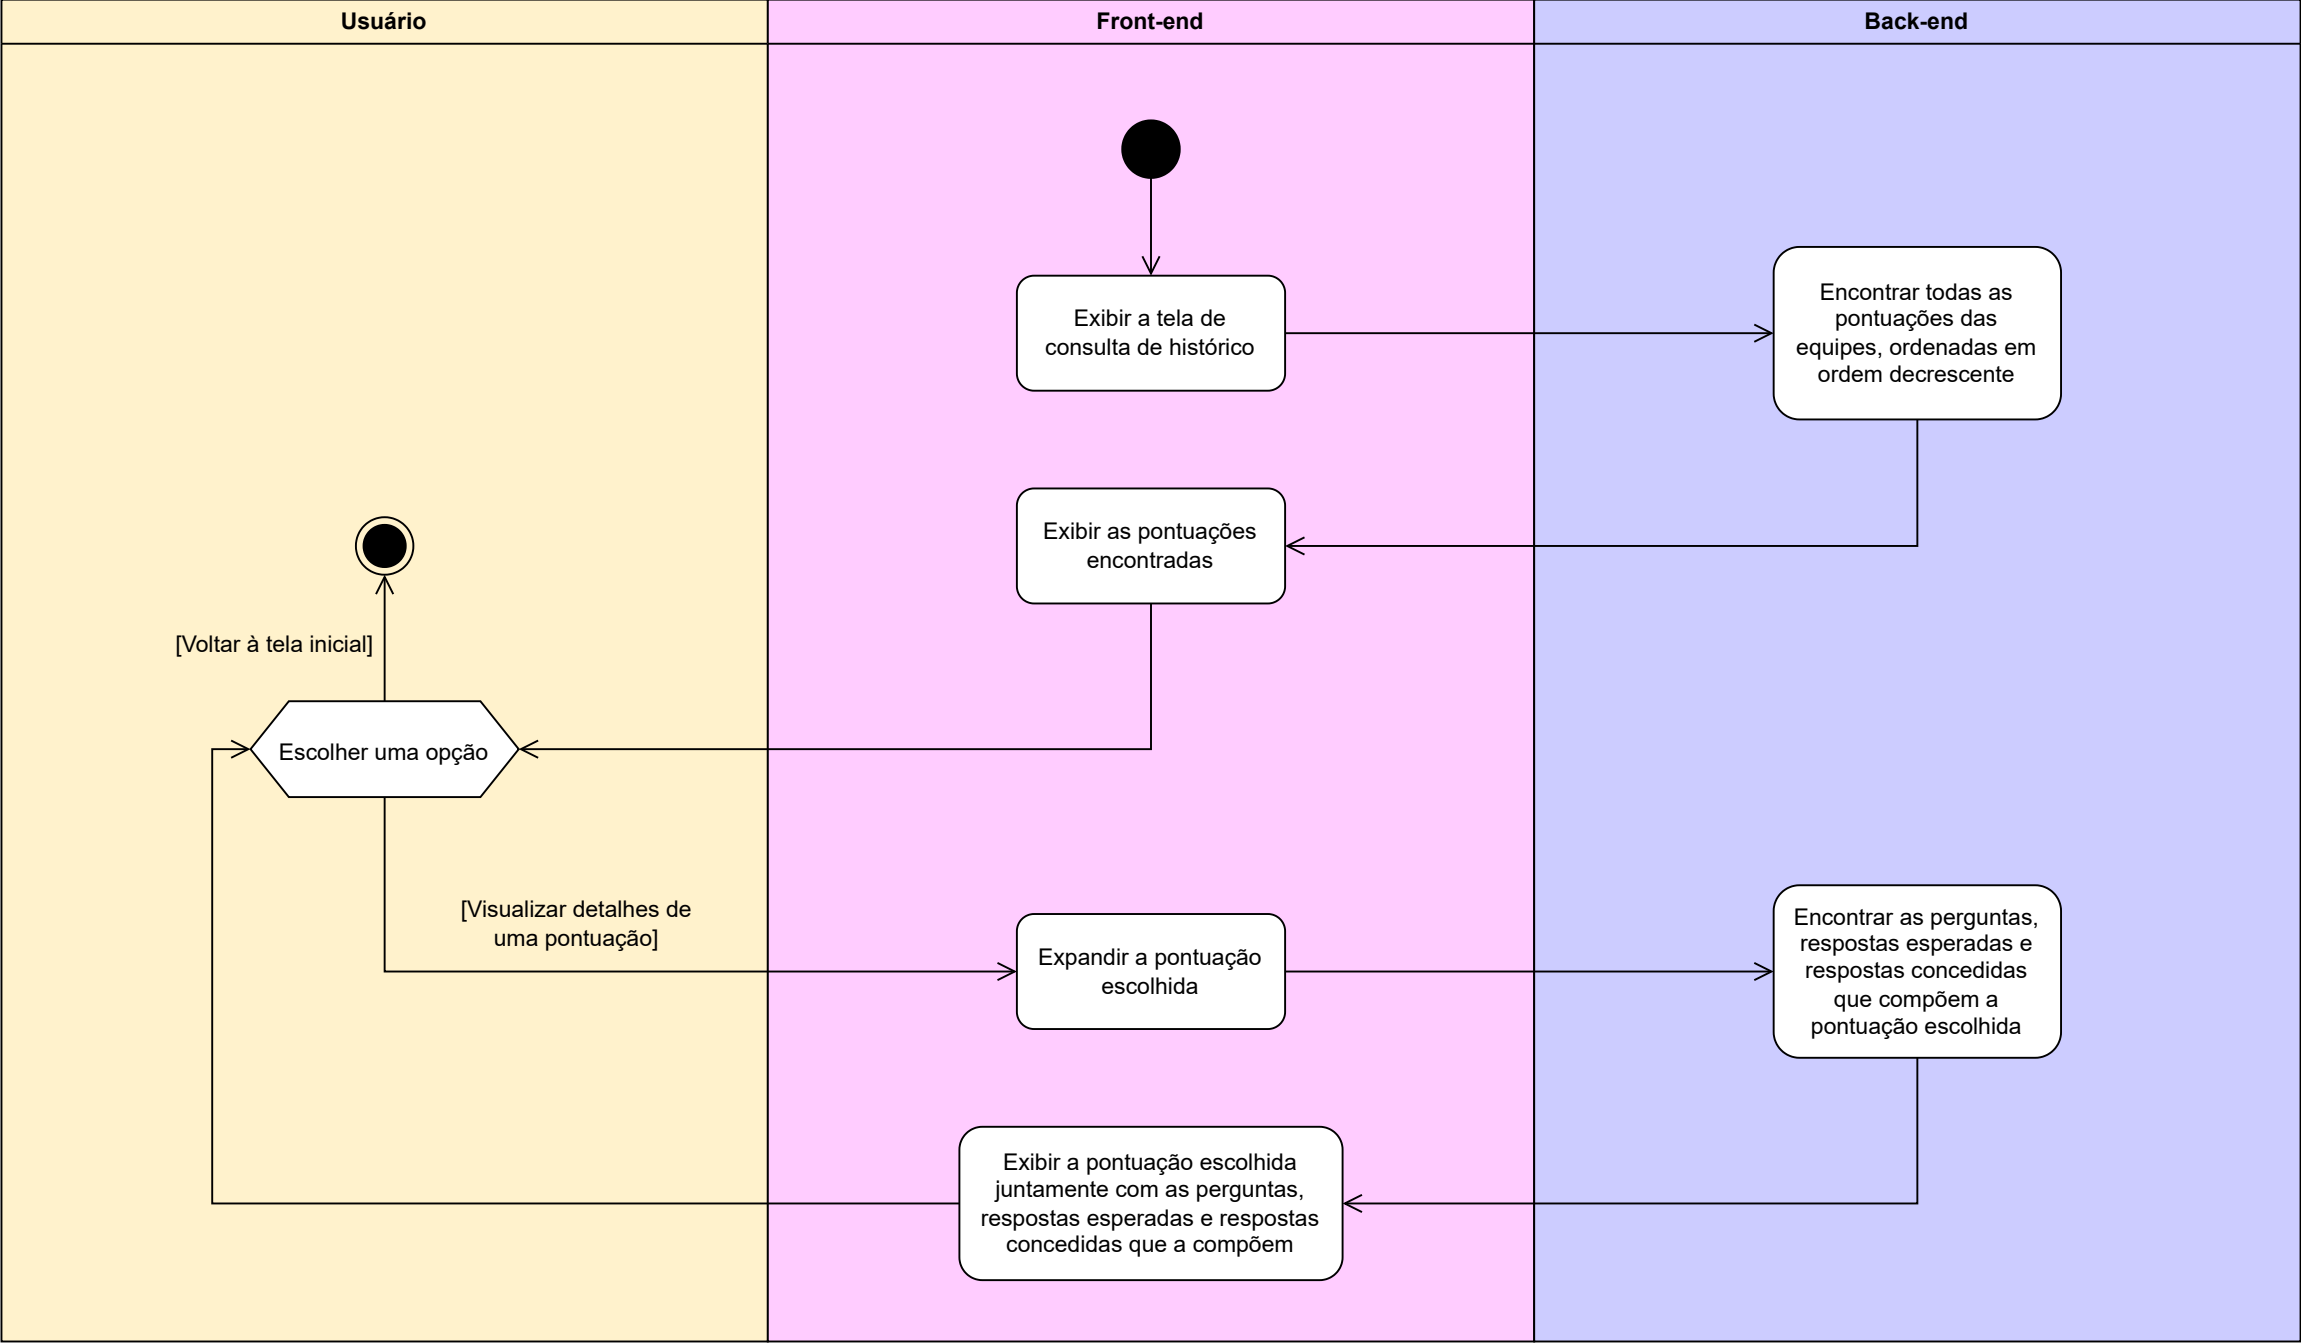 Usuário
Front-end
Back-end
Exibir a tela de
consulta de histórico
Encontrar todas as
pontuações das
equipes, ordenadas em
ordem decrescente
Exibir as pontuações
encontradas
[Voltar à tela inicial]
Escolher uma opção
[Visualizar detalhes de
uma pontuação]
Expandir a pontuação
escolhida
Encontrar as perguntas,
respostas esperadas e
respostas concedidas
que compõem a
pontuação escolhida
Exibir a pontuação escolhida
juntamente com as perguntas,
respostas esperadas e respostas
concedidas que a compõem